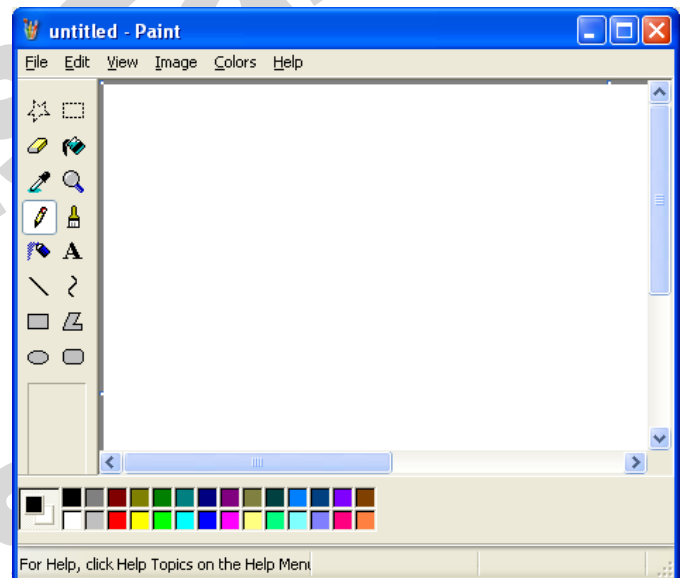 untitled - Paint
File Edit View Image Colors Help
A
For Help, click Help Topics on the Help Menu